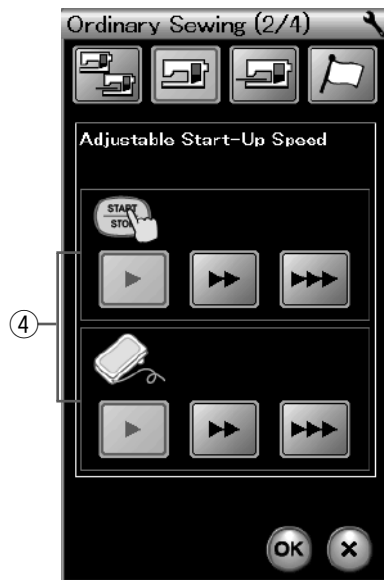 Ordinary Sewing (2/4)
Adjustable Start-Up Speed
START
STOP
④
OK